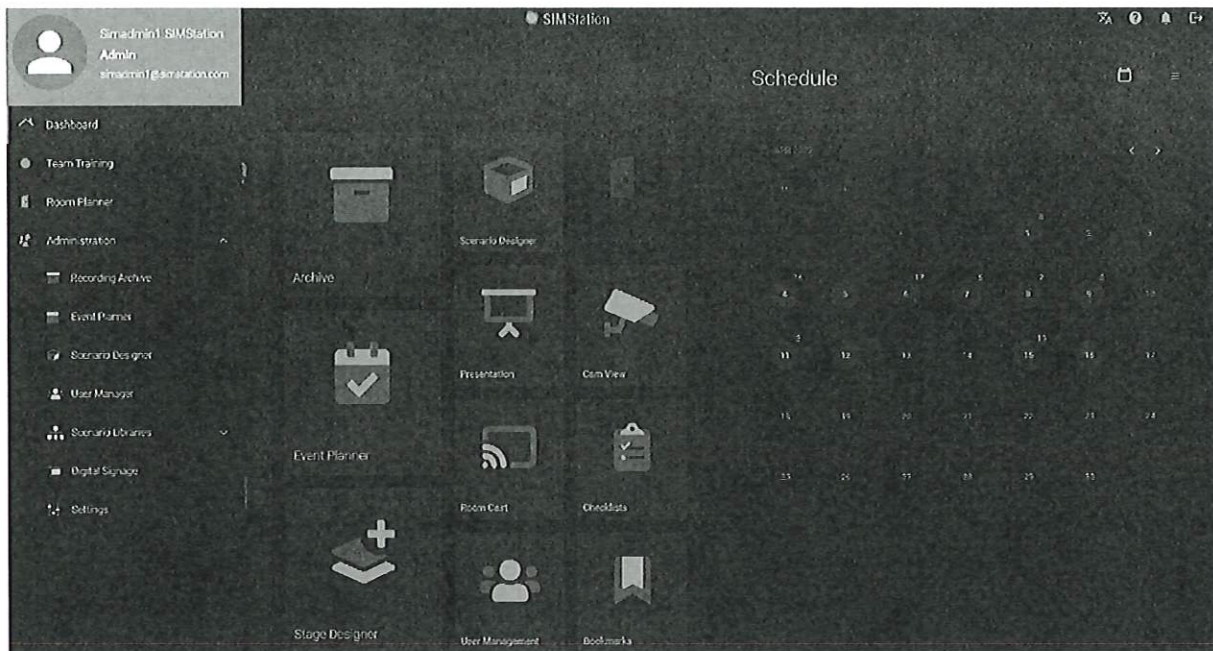 Simadmin1 SIMStation
Admin
simadmin1@simstation.com
SIMStation
Schedule
Dashboard
Team Training
Room Planner
Administration
Recording Archive
Event Planner
Scenario Designer
User Manager
Scenario Libraries
Digital Signage
Settings
Archive
Scenario Designer
Event Planner
Presentation
Cam View
Room Cast
Checklists
Stage Designer
User Management
Bookmarks
1 2 3
4 5 6 7 8 9 10
11 12 13 14 15 16 17
18 19 20 21 22 23 24
25 26 27 28 29 30